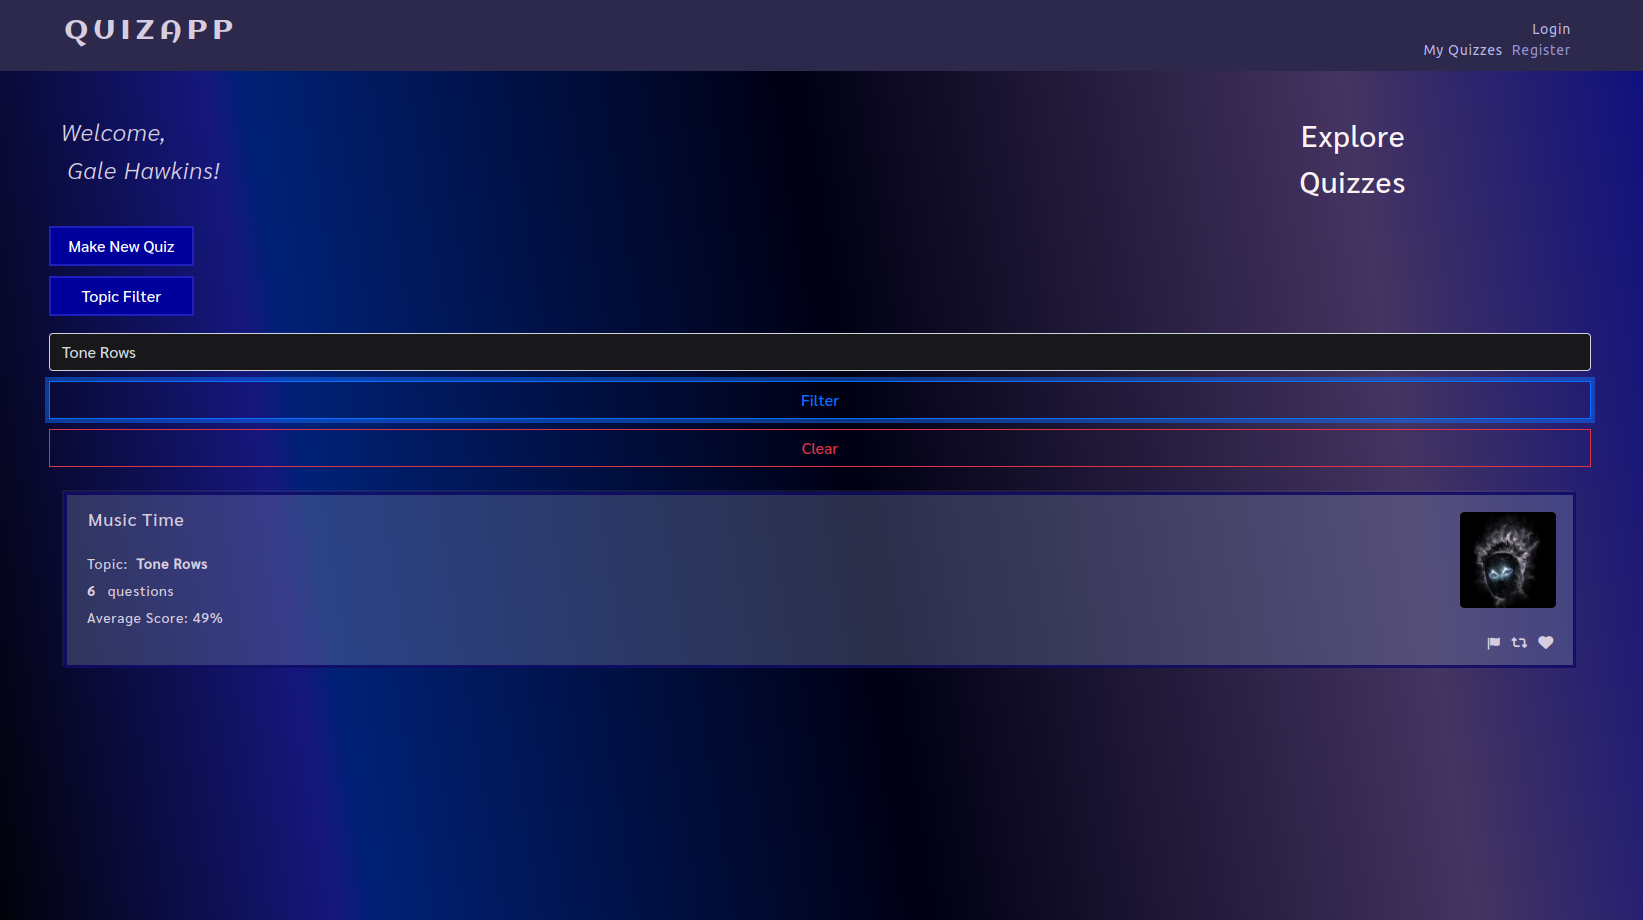 QUIZAPP
Login
My Quizzes Register
Welcome,
Gale Hawkins!
Explore
Quizzes
Make New Quiz
Topic Filter
Tone Rows
Filter
Clear
Music Time
Topic: Tone Rows
6 questions
Average Score: 49%